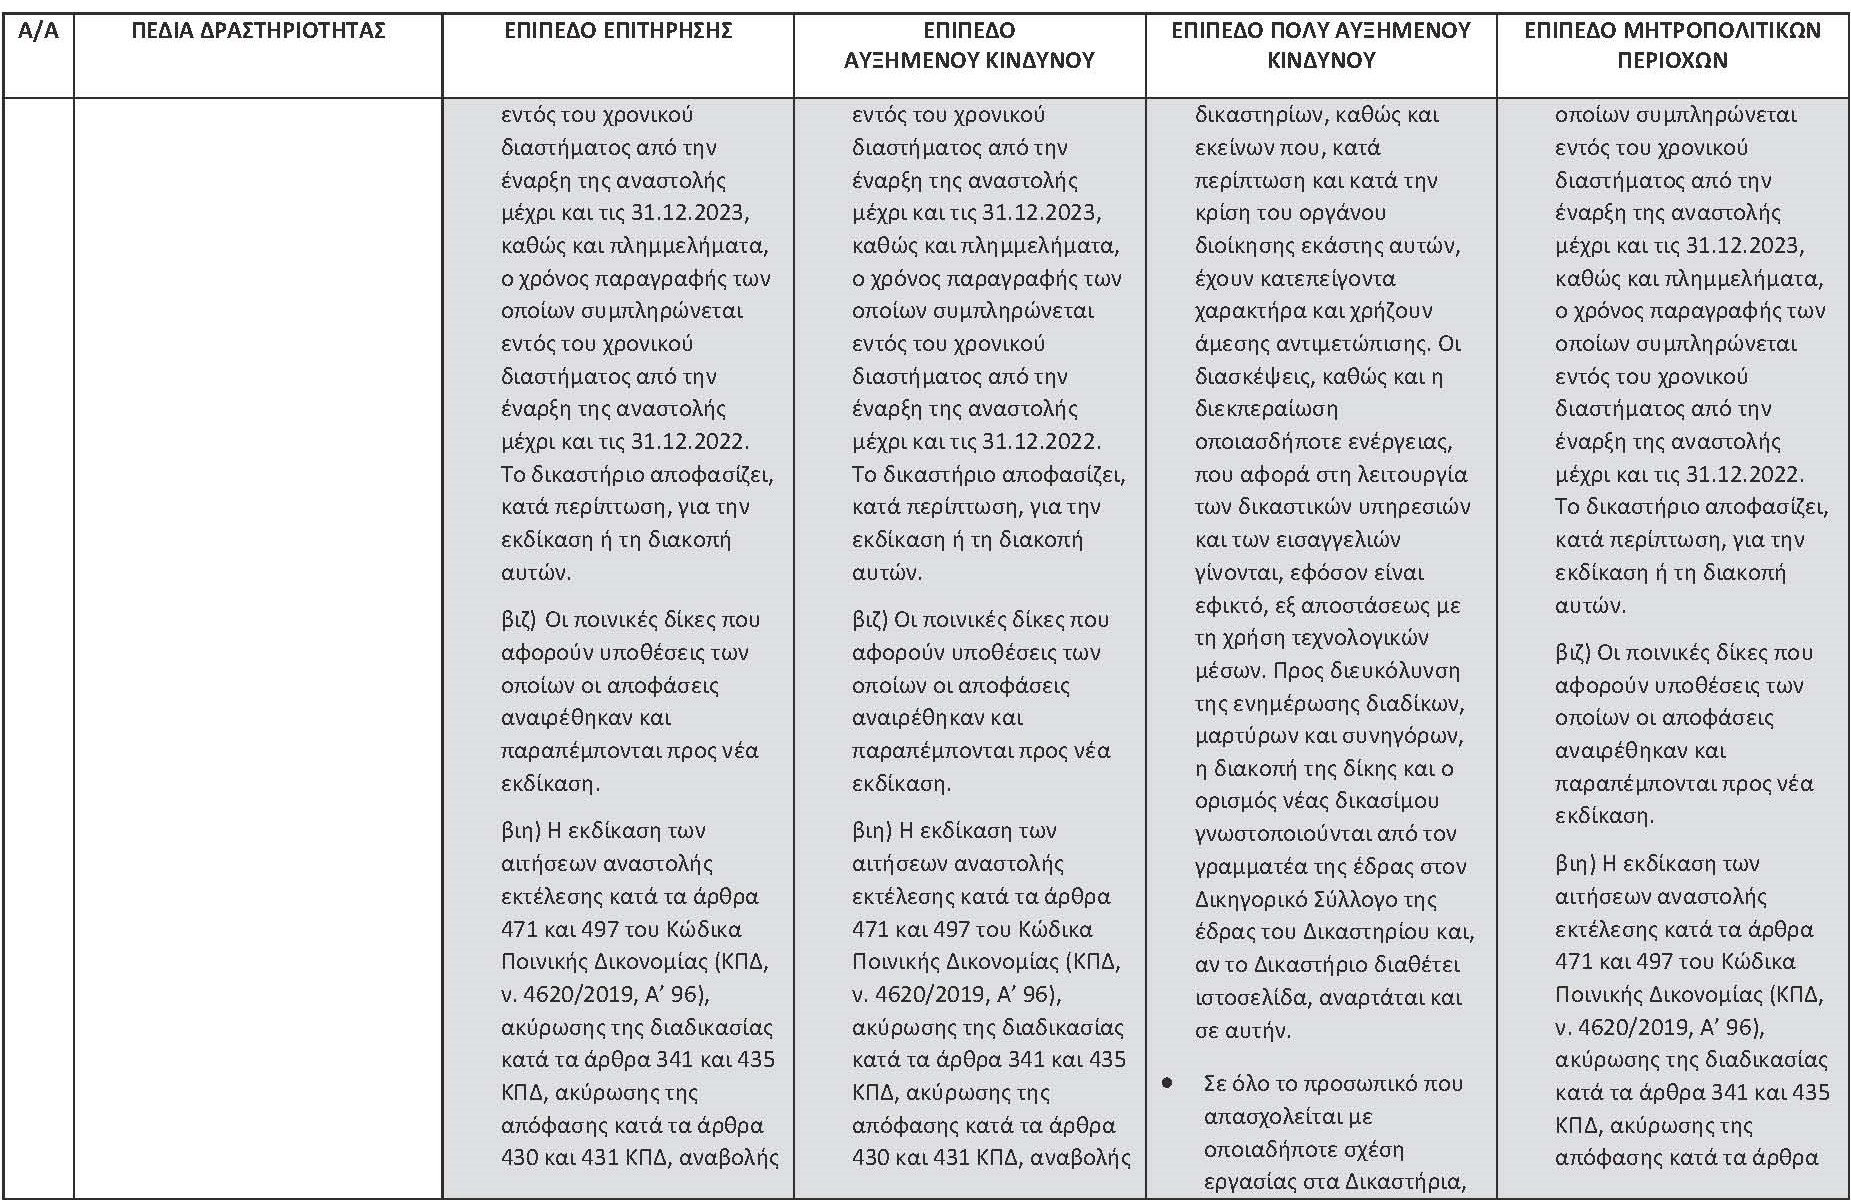 Α/Α
ΠΕΔΙΑ ΔΡΑΣΤΗΡΙΟΤΗΤΑΣ
ΕΠΙΠΕΔΟ ΕΠΙΤΗΡΗΣΗΣ
ΕΠΙΠΕΔΟ
ΑΥΞΗΜΕΝΟΥ ΚΙΝΔΥΝΟΥ
ΕΠΙΠΕΔΟ ΠΟΛΥ ΑΥΞΗΜΕΝΟΥ
ΚΙΝΔΥΝΟΥ
ΕΠΙΠΕΔΟ ΜΗΤΡΟΠΟΛΙΤΙΚΩΝ
ΠΕΡΙΟΧΩΝ
εντός του χρονικού
διαστήματος από την
έναρξη της αναστολής
μέχρι και τις 31.12.2023,
καθώς και πλημμελήματα,
ο χρόνος παραγραφής των
οποίων συμπληρώνεται
εντός του χρονικού
διαστήματος από την
έναρξη της αναστολής
μέχρι και τις 31.12.2022.
Το δικαστήριο αποφασίζει,
κατά περίπτωση, για την
εκδίκαση ή τη διακοπή
αυτών.
βιζ) Οι ποινικές δίκες που
αφορούν υποθέσεις των
οποίων οι αποφάσεις
αναιρέθηκαν και
παραπέμπονται προς νέα
εκδίκαση.
βιη) Η εκδίκαση των
αιτήσεων αναστολής
εκτέλεσης κατά τα άρθρα
471 και 497 του Κώδικα
Ποινικής Δικονομίας (ΚΠΔ,
ν. 4620/2019, Α’ 96),
ακύρωσης της διαδικασίας
κατά τα άρθρα 341 και 435
ΚΠΔ, ακύρωσης της
απόφασης κατά τα άρθρα
430 και 431 ΚΠΔ, αναβολής
εντός του χρονικού
διαστήματος από την
έναρξη της αναστολής
μέχρι και τις 31.12.2023,
καθώς και πλημμελήματα,
ο χρόνος παραγραφής των
οποίων συμπληρώνεται
εντός του χρονικού
διαστήματος από την
έναρξη της αναστολής
μέχρι και τις 31.12.2022.
Το δικαστήριο αποφασίζει,
κατά περίπτωση, για την
εκδίκαση ή τη διακοπή
αυτών.
βιζ) Οι ποινικές δίκες που
αφορούν υποθέσεις των
οποίων οι αποφάσεις
αναιρέθηκαν και
παραπέμπονται προς νέα
εκδίκαση.
βιη) Η εκδίκαση των
αιτήσεων αναστολής
εκτέλεσης κατά τα άρθρα
471 και 497 του Κώδικα
Ποινικής Δικονομίας (ΚΠΔ,
ν. 4620/2019, Α’ 96),
ακύρωσης της διαδικασίας
κατά τα άρθρα 341 και 435
ΚΠΔ, ακύρωσης της
απόφασης κατά τα άρθρα
430 και 431 ΚΠΔ, αναβολής
δικαστηρίων, καθώς και
εκείνων που, κατά
περίπτωση και κατά την
κρίση του οργάνου
διοίκησης εκάστης αυτών,
έχουν κατεπείγοντα
χαρακτήρα και χρήζουν
άμεσης αντιμετώπισης. Οι
διασκέψεις, καθώς και η
διεκπεραίωση
οποιασδήποτε ενέργειας,
που αφορά στη λειτουργία
των δικαστικών υπηρεσιών
και των εισαγγελιών
γίνονται, εφόσον είναι
εφικτό, εξ αποστάσεως με
τη χρήση τεχνολογικών
μέσων. Προς διευκόλυνση
της ενημέρωσης διαδίκων,
μαρτύρων και συνηγόρων,
η διακοπή της δίκης και ο
ορισμός νέας δικασίμου
γνωστοποιούνται από τον
γραμματέα της έδρας στον
Δικηγορικό Σύλλογο της
έδρας του Δικαστηρίου και,
αν το Δικαστήριο διαθέτει
ιστοσελίδα, αναρτάται και
σε αυτήν.
• Σε όλο το προσωπικό που
απασχολείται με
οποιαδήποτε σχέση
εργασίας στα Δικαστήρια,
οποίων συμπληρώνεται
εντός του χρονικού
διαστήματος από την
έναρξη της αναστολής
μέχρι και τις 31.12.2023,
καθώς και πλημμελήματα,
ο χρόνος παραγραφής των
οποίων συμπληρώνεται
εντός του χρονικού
διαστήματος από την
έναρξη της αναστολής
μέχρι και τις 31.12.2022.
Το δικαστήριο αποφασίζει,
κατά περίπτωση, για την
εκδίκαση ή τη διακοπή
αυτών.
βιζ) Οι ποινικές δίκες που
αφορούν υποθέσεις των
οποίων οι αποφάσεις
αναιρέθηκαν και
παραπέμπονται προς νέα
εκδίκαση.
βιη) Η εκδίκαση των
αιτήσεων αναστολής
εκτέλεσης κατά τα άρθρα
471 και 497 του Κώδικα
Ποινικής Δικονομίας (ΚΠΔ,
ν. 4620/2019, Α’ 96),
ακύρωσης της διαδικασίας
κατά τα άρθρα 341 και 435
ΚΠΔ, ακύρωσης της
απόφασης κατά τα άρθρα